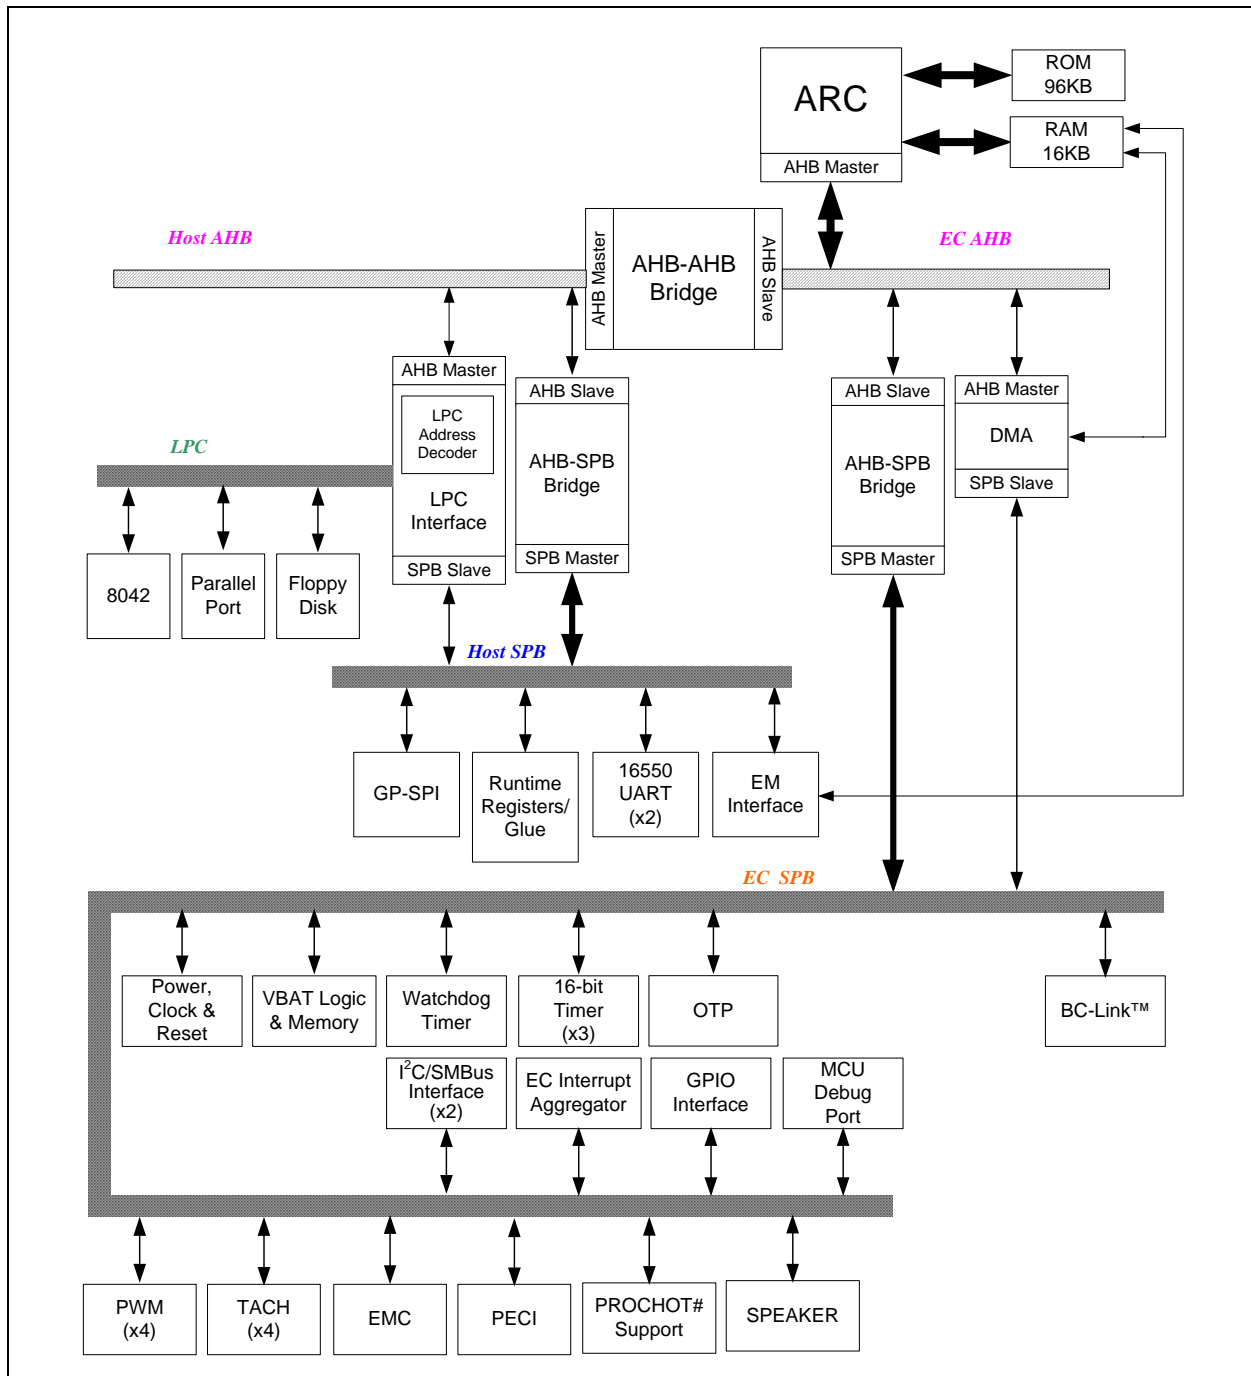 ARC
AHB Master
ROM
96KB
RAM
16KB
Host AHB
EC AHB
AHB Master
AHB-AHB
Bridge
AHB Slave
AHB Master
LPC
Address
Decoder
LPC
Interface
SPB Slave
AHB Slave
AHB-SPB
Bridge
SPB Master
AHB Slave
AHB-SPB
Bridge
SPB Master
AHB Master
DMA
SPB Slave
LPC
8042
Parallel
Port
Floppy
Disk
Host SPB
GP-SPI
Runtime
Registers/
Glue
16550
UART
(x2)
EM
Interface
EC SPB
Power,
Clock &
Reset
VBAT Logic
& Memory
Watchdog
Timer
16-bit
Timer
(x3)
OTP
BC-Link™
I²C/SMBus
Interface
(x2)
EC Interrupt
Aggregator
GPIO
Interface
MCU
Debug
Port
PWM
(x4)
TACH
(x4)
EMC
PECI
PROCHOT#
Support
SPEAKER